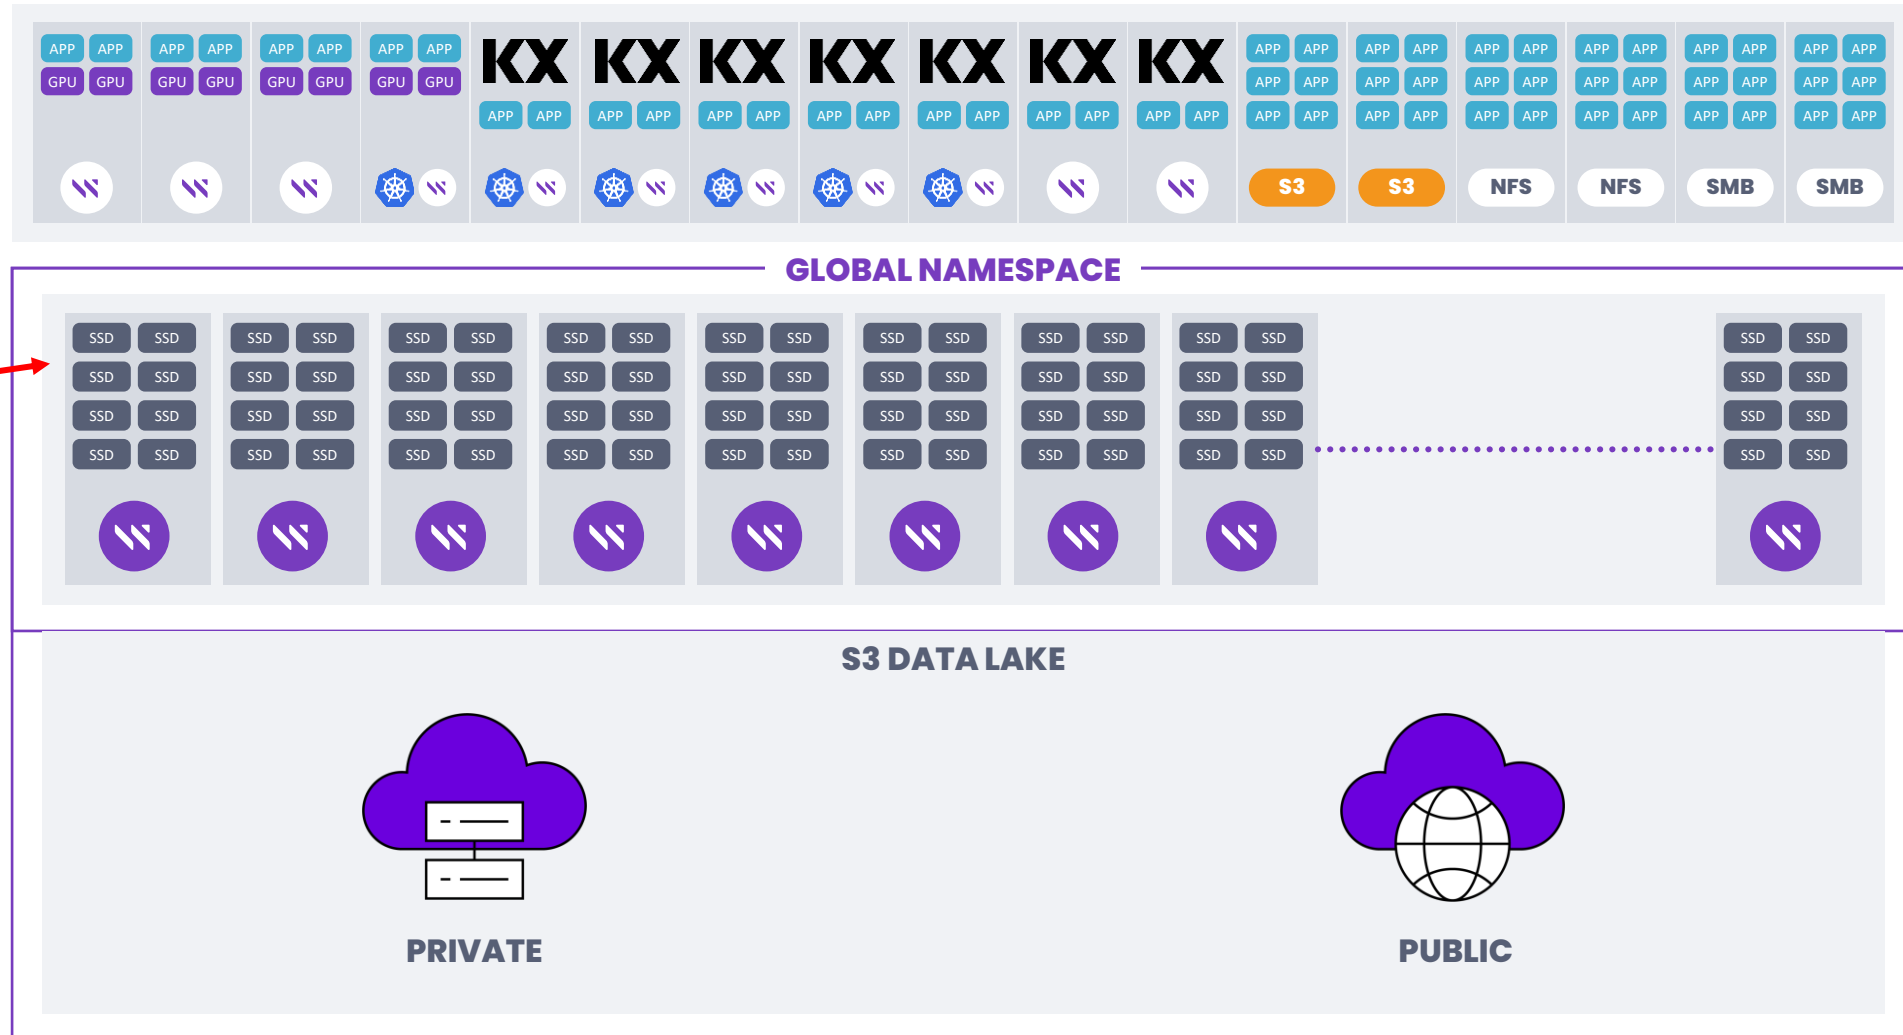 APP APP APP APP APP APP APP APP KX KX KX KX KX KX KX APP APP APP APP APP APP APP APP APP APP APP APP
GPU GPU GPU GPU GPU GPU GPU GPU APP APP APP APP APP APP APP APP APP APP APP APP
APP APP APP APP APP APP APP APP APP APP APP APP APP APP APP APP APP APP APP APP APP APP APP APP APP APP
S3 S3 NFS NFS SMB SMB
GLOBAL NAMESPACE
SSD SSD SSD SSD SSD SSD SSD SSD SSD SSD SSD SSD SSD SSD SSD SSD SSD SSD
SSD SSD SSD SSD SSD SSD SSD SSD SSD SSD SSD SSD SSD SSD SSD SSD SSD SSD
SSD SSD SSD SSD SSD SSD SSD SSD SSD SSD SSD SSD SSD SSD SSD SSD SSD SSD
SSD SSD SSD SSD SSD SSD SSD SSD SSD SSD SSD SSD SSD SSD SSD SSD SSD SSD
S3 DATA LAKE
PRIVATE PUBLIC